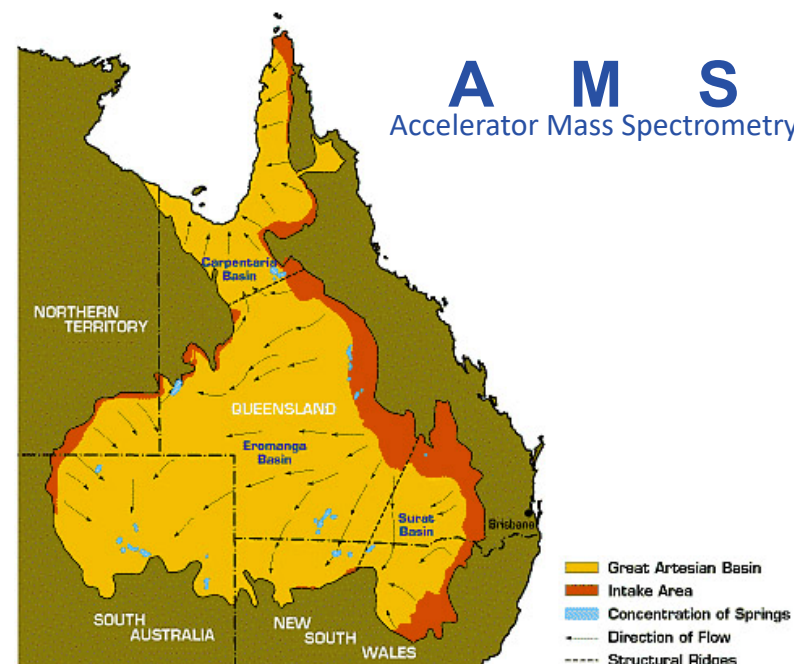 A M S
Accelerator Mass Spectrometry
Carpentaria
Basin
NORTHERN
TERRITORY
QUEENSLAND
Eromanga
Basin
Surat
Basin
Brisbane
Great Artesian Basin
Intake Area
Concentration of Springs
Direction of Flow
Structural Ridges
SOUTH
AUSTRALIA
NEW
SOUTH
WALES